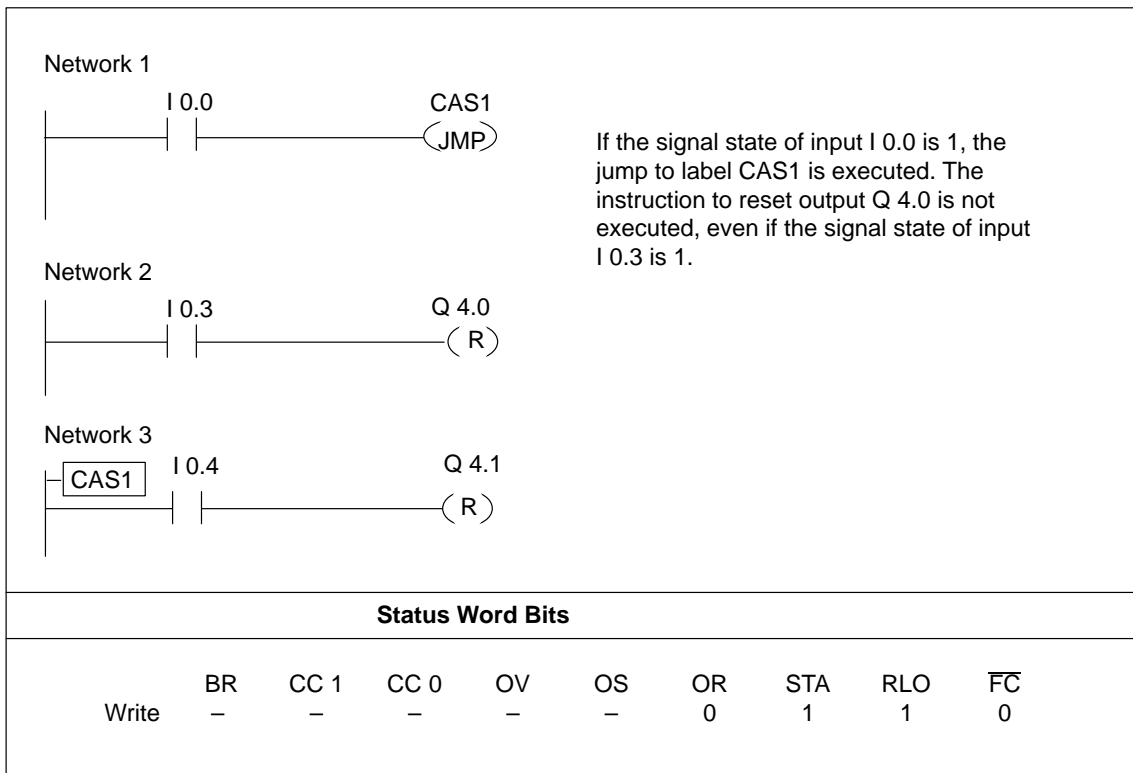 Network 1
I 0.0 CAS1
JMP
If the signal state of input I 0.0 is 1, the
jump to label CAS1 is executed. The
instruction to reset output Q 4.0 is not
executed, even if the signal state of input
I 0.3 is 1.
Network 2
I 0.3 Q 4.0
R
Network 3
CAS1 I 0.4 Q 4.1
R
Status Word Bits
BR CC 1 CC 0 OV OS OR STA RLO F̅C̅
Write – – – – – 0 1 1 0